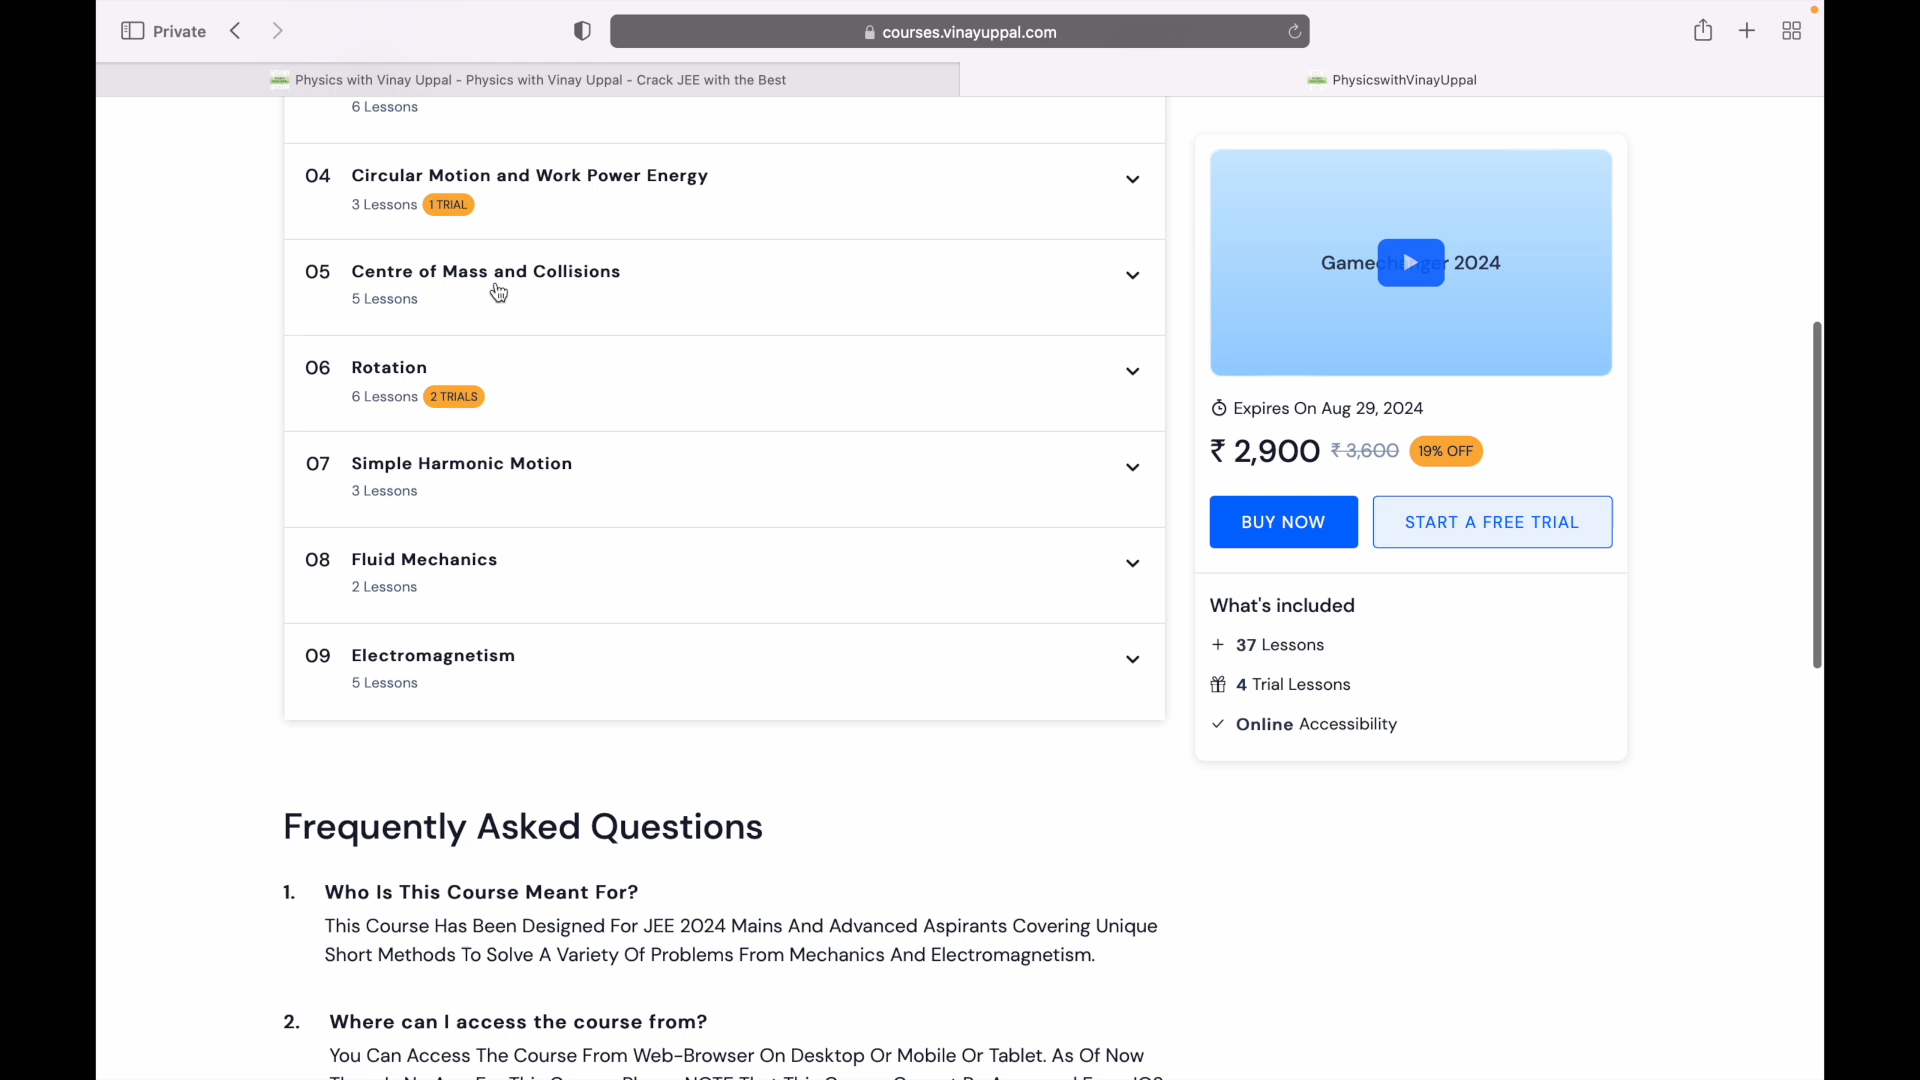 Private
courses.vinayuppal.com
Physics with Vinay Uppal - Physics with Vinay Uppal - Crack JEE with the Best
PhysicswithVinayUppal
6 Lessons
04 Circular Motion and Work Power Energy
3 Lessons 1 TRIAL
05 Centre of Mass and Collisions
5 Lessons
06 Rotation
6 Lessons 2 TRIALS
07 Simple Harmonic Motion
3 Lessons
08 Fluid Mechanics
2 Lessons
09 Electromagnetism
5 Lessons
Gamechanger 2024
Expires On Aug 29, 2024
₹ 2,900 ₹ 3,600 19% OFF
BUY NOW START A FREE TRIAL
What's included
+ 37 Lessons
4 Trial Lessons
Online Accessibility
Frequently Asked Questions
1. Who Is This Course Meant For?
This Course Has Been Designed For JEE 2024 Mains And Advanced Aspirants Covering Unique
Short Methods To Solve A Variety Of Problems From Mechanics And Electromagnetism.
2. Where can I access the course from?
You Can Access The Course From Web-Browser On Desktop Or Mobile Or Tablet. As Of Now